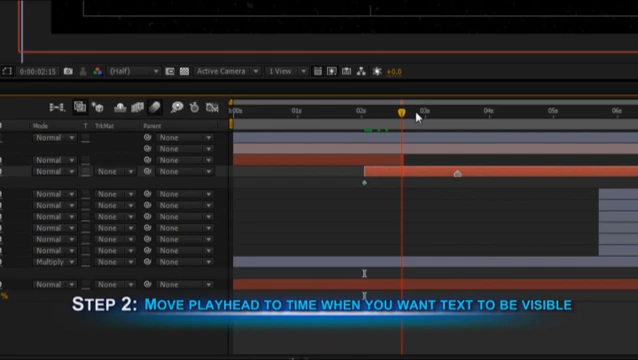 0:00:02:15 (Half) Active Camera 1 View +0.0
:00s 01s 02s 03s 04s 05s 06s
Mode T TrkMat Parent
Normal None
Normal None
Normal None
Normal None None
Normal None None
Normal None None
Normal None None
Normal None None
Normal None None
Normal None None
Multiply None None
Normal None None
%
STEP 2: MOVE PLAYHEAD TO TIME WHEN YOU WANT TEXT TO BE VISIBLE